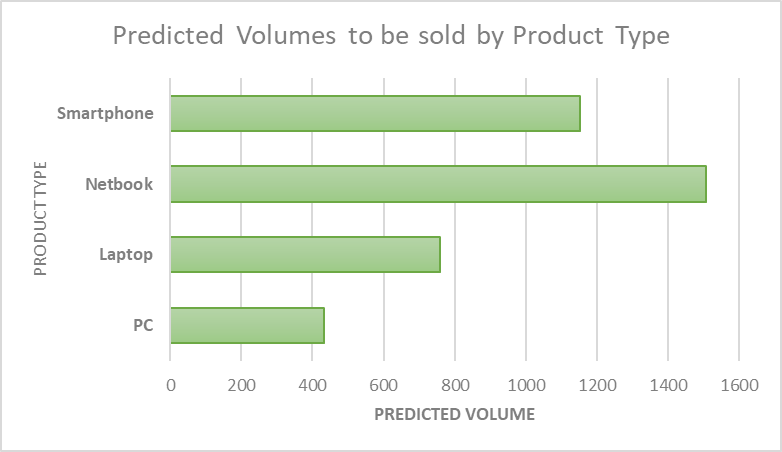 Predicted Volumes to be sold by Product Type
PRODUCT TYPE
Smartphone
Netbook
Laptop
PC
0 200 400 600 800 1000 1200 1400 1600
PREDICTED VOLUME